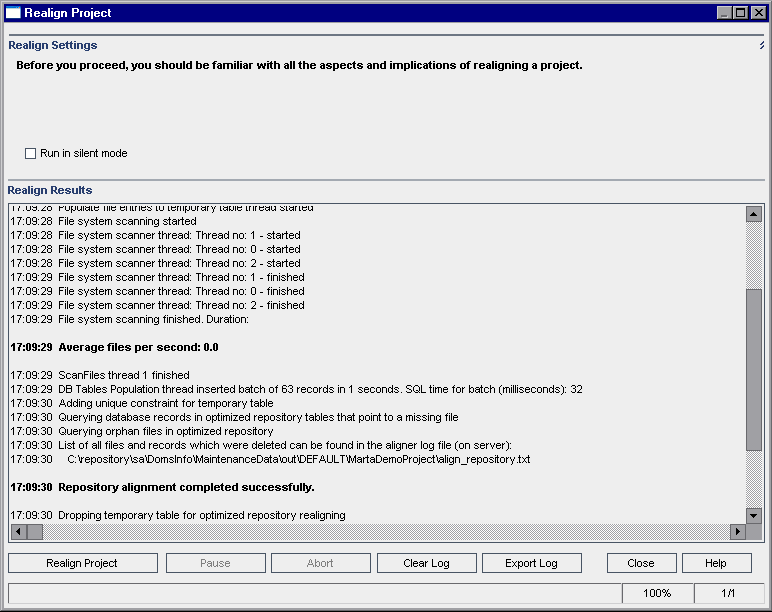 Realign Project
Realign Settings
Before you proceed, you should be familiar with all the aspects and implications of realigning a project.
Run in silent mode
Realign Results
17:09:28 Populate file entries to temporary table thread started
17:09:28 File system scanning started
17:09:28 File system scanner thread: Thread no: 1 - started
17:09:28 File system scanner thread: Thread no: 0 - started
17:09:28 File system scanner thread: Thread no: 2 - started
17:09:29 File system scanner thread: Thread no: 1 - finished
17:09:29 File system scanner thread: Thread no: 0 - finished
17:09:29 File system scanner thread: Thread no: 2 - finished
17:09:29 File system scanning finished. Duration:
17:09:29 Average files per second: 0.0
17:09:29 ScanFiles thread 1 finished
17:09:29 DB Tables Population thread inserted batch of 63 records in 1 seconds. SQL time for batch (milliseconds): 32
17:09:30 Adding unique constraint for temporary table
17:09:30 Querying database records in optimized repository tables that point to a missing file
17:09:30 Querying orphan files in optimized repository
17:09:30 List of all files and records which were deleted can be found in the aligner log file (on server):
17:09:30 C:\repository\sa\DomsInfo\MaintenanceData\out\DEFAULT\MartaDemoProject\align_repository.txt
17:09:30 Repository alignment completed successfully.
17:09:30 Dropping temporary table for optimized repository realigning
Realign Project Pause Abort Clear Log Export Log Close Help
100% 1/1